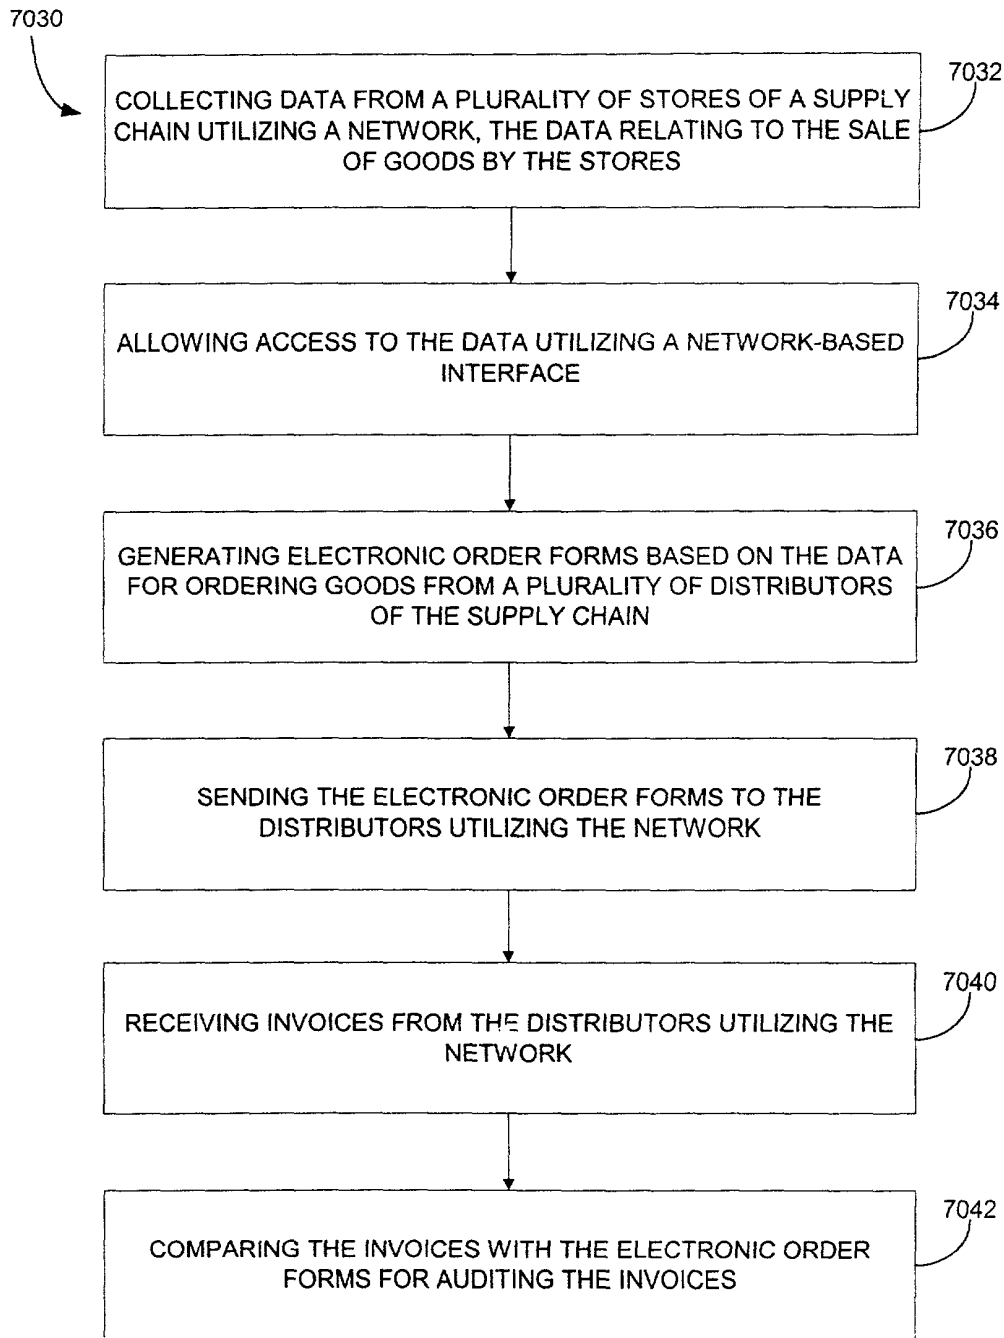 7030
7032
COLLECTING DATA FROM A PLURALITY OF STORES OF A SUPPLY
CHAIN UTILIZING A NETWORK, THE DATA RELATING TO THE SALE
OF GOODS BY THE STORES
7034
ALLOWING ACCESS TO THE DATA UTILIZING A NETWORK-BASED
INTERFACE
7036
GENERATING ELECTRONIC ORDER FORMS BASED ON THE DATA
FOR ORDERING GOODS FROM A PLURALITY OF DISTRIBUTORS
OF THE SUPPLY CHAIN
7038
SENDING THE ELECTRONIC ORDER FORMS TO THE
DISTRIBUTORS UTILIZING THE NETWORK
7040
RECEIVING INVOICES FROM THE DISTRIBUTORS UTILIZING THE
NETWORK
7042
COMPARING THE INVOICES WITH THE ELECTRONIC ORDER
FORMS FOR AUDITING THE INVOICES